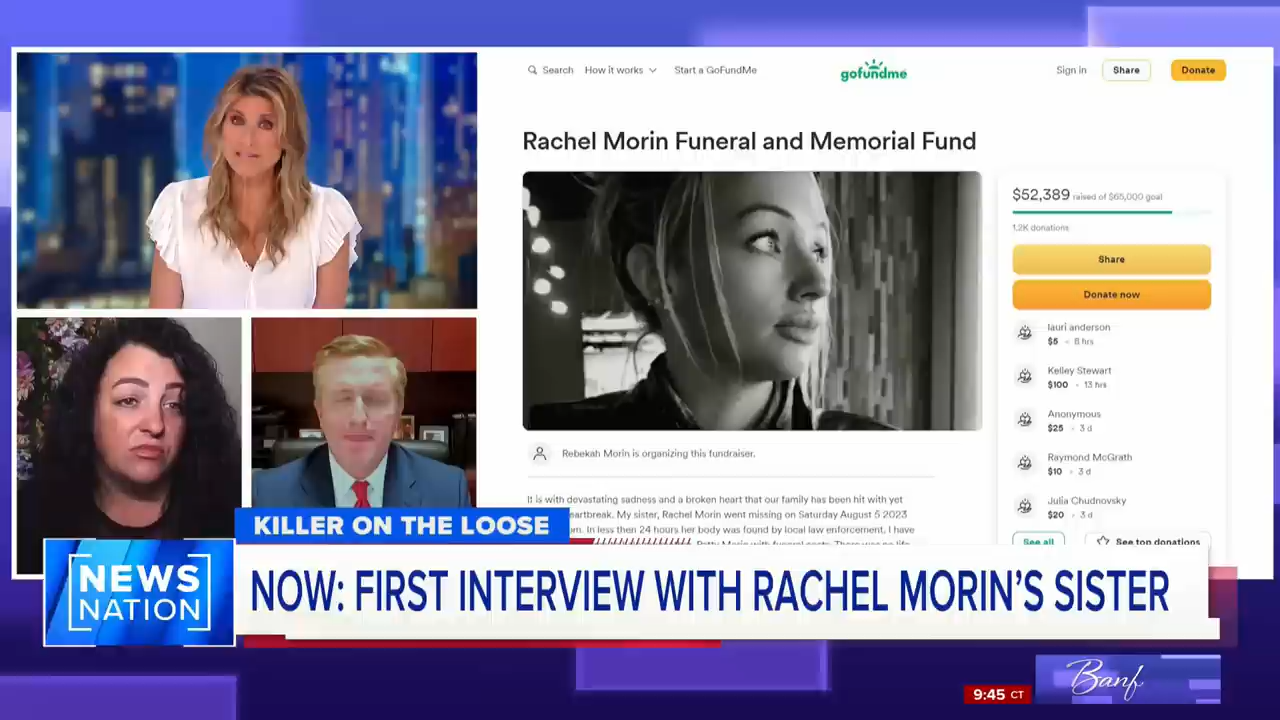 Search How it works Start a GoFundMe gofundme Sign in Share Donate
Rachel Morin Funeral and Memorial Fund
$52,389 raised of $65,000 goal
1.2K donations
Share
Donate now
lauri anderson
$5 · 8 hrs
Kelley Stewart
$100 · 13 hrs
Anonymous
$25 · 3 d
Raymond McGrath
$10 · 3 d
Julia Chudnovsky
$20 · 3 d
See all See top donations
Rebekah Morin is organizing this fundraiser.
It is with devastating sadness and a broken heart that our family has been hit with yet
My sister, Rachel Morin went missing on Saturday August 5 2023
In less then 24 hours her body was found by local law enforcement. I have
KILLER ON THE LOOSE
NEWS
NATION
NOW: FIRST INTERVIEW WITH RACHEL MORIN'S SISTER
9:45 CT
Banf